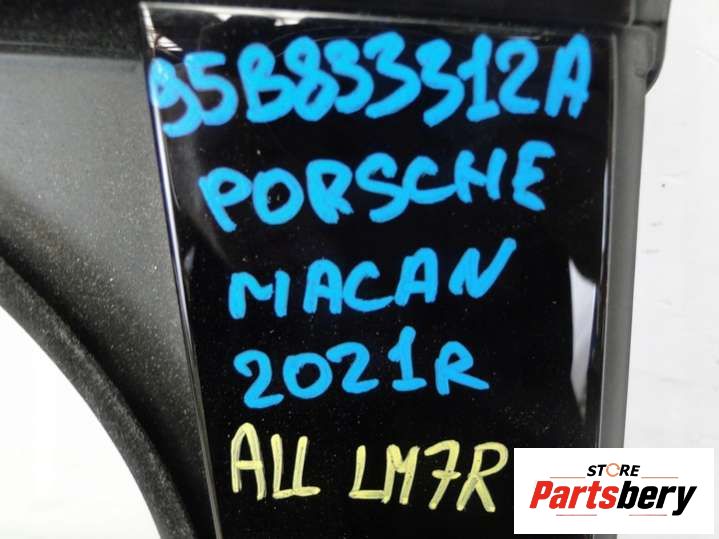 95B833312A
PORSCHE
MACAN
2021R
ALL LM7R
STORE
Partsbery